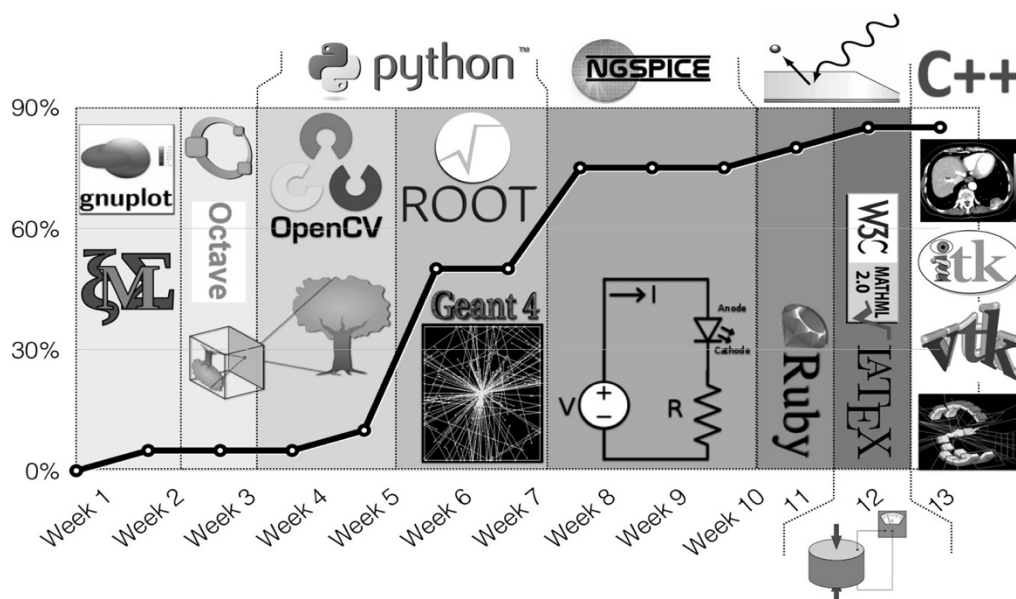 python™
NGSPICE
C++
90%
60%
30%
0%
gnuplot
Octave
OpenCV
ROOT
Geant 4
I
Anode
Cathode
V
+
−
R
Ruby
W3C
MATHML
2.0
LATEX
itk
vtk
Week 1
Week 2
Week 3
Week 4
Week 5
Week 6
Week 7
Week 8
Week 9
Week 10
11
12
13